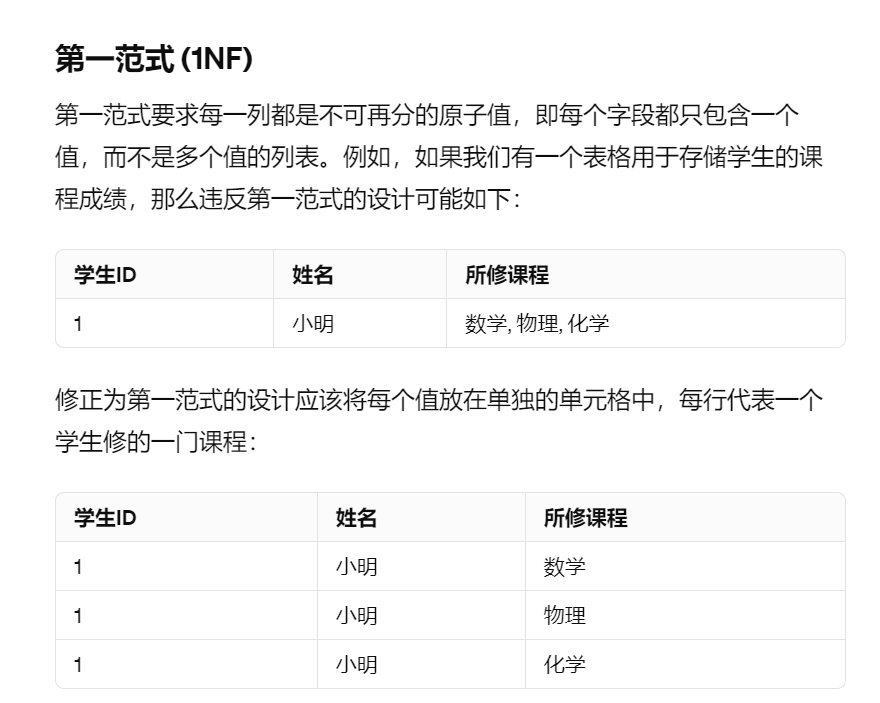 第一范式 (1NF)
第一范式要求每一列都是不可再分的原子值，即每个字段都只包含一个
值，而不是多个值的列表。例如，如果我们有一个表格用于存储学生的课
程成绩，那么违反第一范式的设计可能如下：
学生ID 姓名 所修课程
1 小明 数学, 物理, 化学
修正为第一范式的设计应该将每个值放在单独的单元格中，每行代表一个
学生修的一门课程：
学生ID 姓名 所修课程
1 小明 数学
1 小明 物理
1 小明 化学